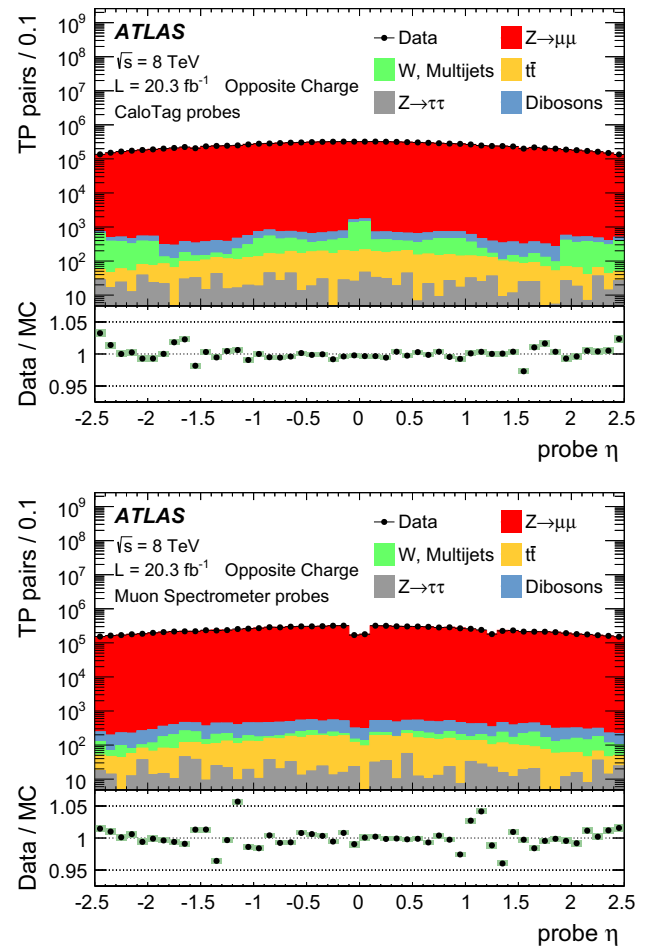 TP pairs / 0.1
10⁹
10⁸
10⁷
10⁶
10⁵
10⁴
10³
10²
10
ATLAS
√s = 8 TeV
L = 20.3 fb⁻¹ Opposite Charge
CaloTag probes
Data Z→μμ
W, Multijets tt̄
Z→ττ Dibosons
Data / MC
1.05
1
0.95
-2.5 -2 -1.5 -1 -0.5 0 0.5 1 1.5 2 2.5
probe η
TP pairs / 0.1
10⁹
10⁸
10⁷
10⁶
10⁵
10⁴
10³
10²
10
ATLAS
√s = 8 TeV
L = 20.3 fb⁻¹ Opposite Charge
Muon Spectrometer probes
Data Z→μμ
W, Multijets tt̄
Z→ττ Dibosons
Data / MC
1.05
1
0.95
-2.5 -2 -1.5 -1 -0.5 0 0.5 1 1.5 2 2.5
probe η